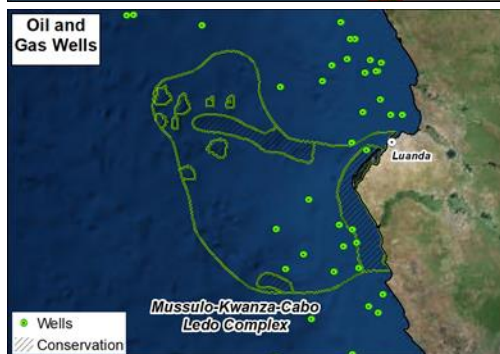 Oil and
Gas Wells
Luanda
Mussulo-Kwanza-Cabo
Ledo Complex
Wells
Conservation